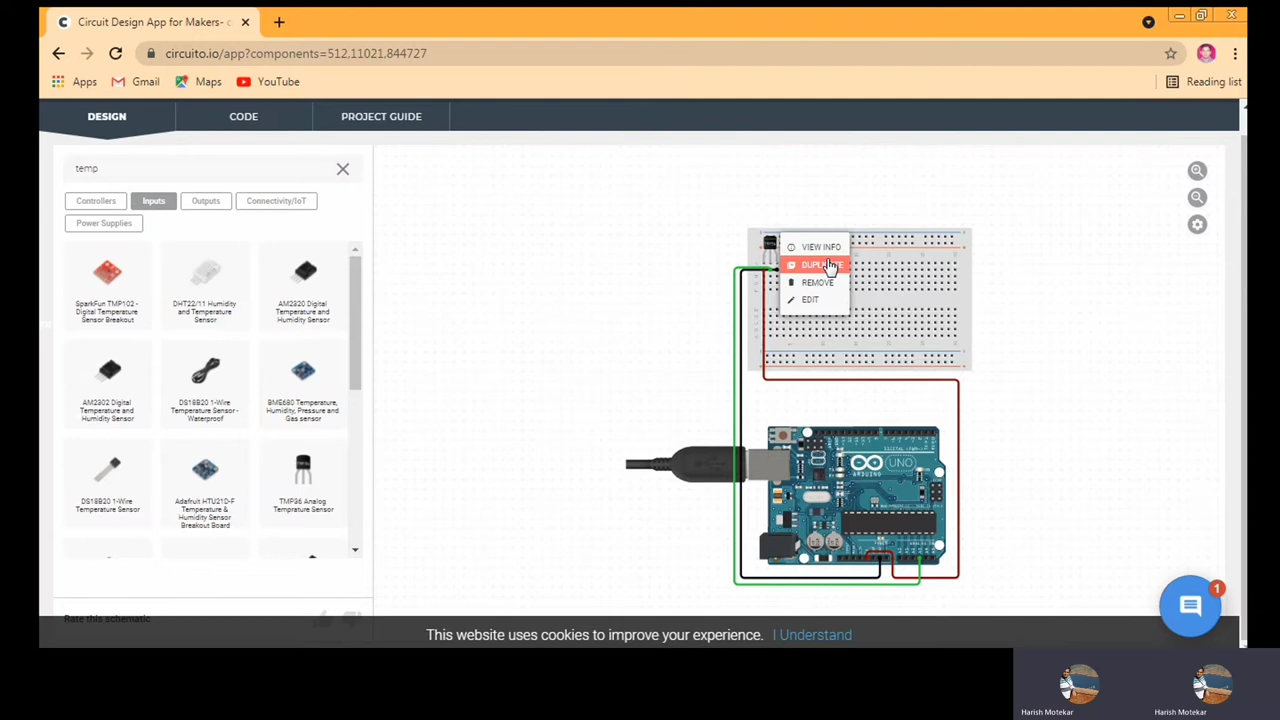 Circuit Design App for Makers- c
circuito.io/app?components=512,11021,844727
Apps
Gmail
Maps
YouTube
Reading list
DESIGN
CODE
PROJECT GUIDE
temp
Controllers
Inputs
Outputs
Connectivity/IoT
Power Supplies
SparkFun TMP102 -
Digital Temperature
Sensor Breakout
DHT22/11 Humidity
and Temperature
Sensor
AM2320 Digital
Temperature and
Humidity Sensor
AM2302 Digital
Temperature and
Humidity Sensor
DS18B20 1-Wire
Temperature Sensor -
Waterproof
BME680 Temperature,
Humidity, Pressure and
Gas sensor
DS18B20 1-Wire
Temperature Sensor
Adafruit HTU21D-F
Temperature &
Humidity Sensor
Breakout Board
TMP36 Analog
Temprature Sensor
VIEW INFO
REMOVE
EDIT
UNO
ARDUINO
Rate this schematic
1
This website uses cookies to improve your experience.
I Understand
Harish Motekar
Harish Motekar